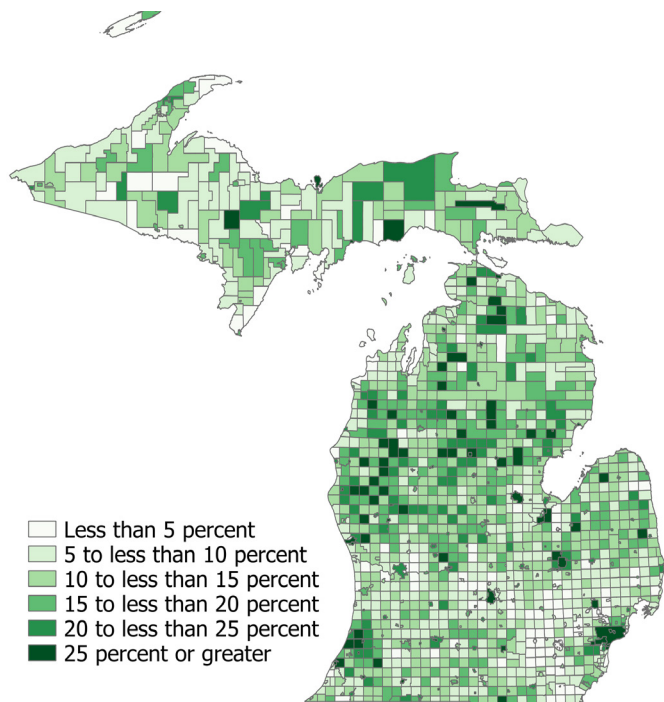 Less than 5 percent
5 to less than 10 percent
10 to less than 15 percent
15 to less than 20 percent
20 to less than 25 percent
25 percent or greater